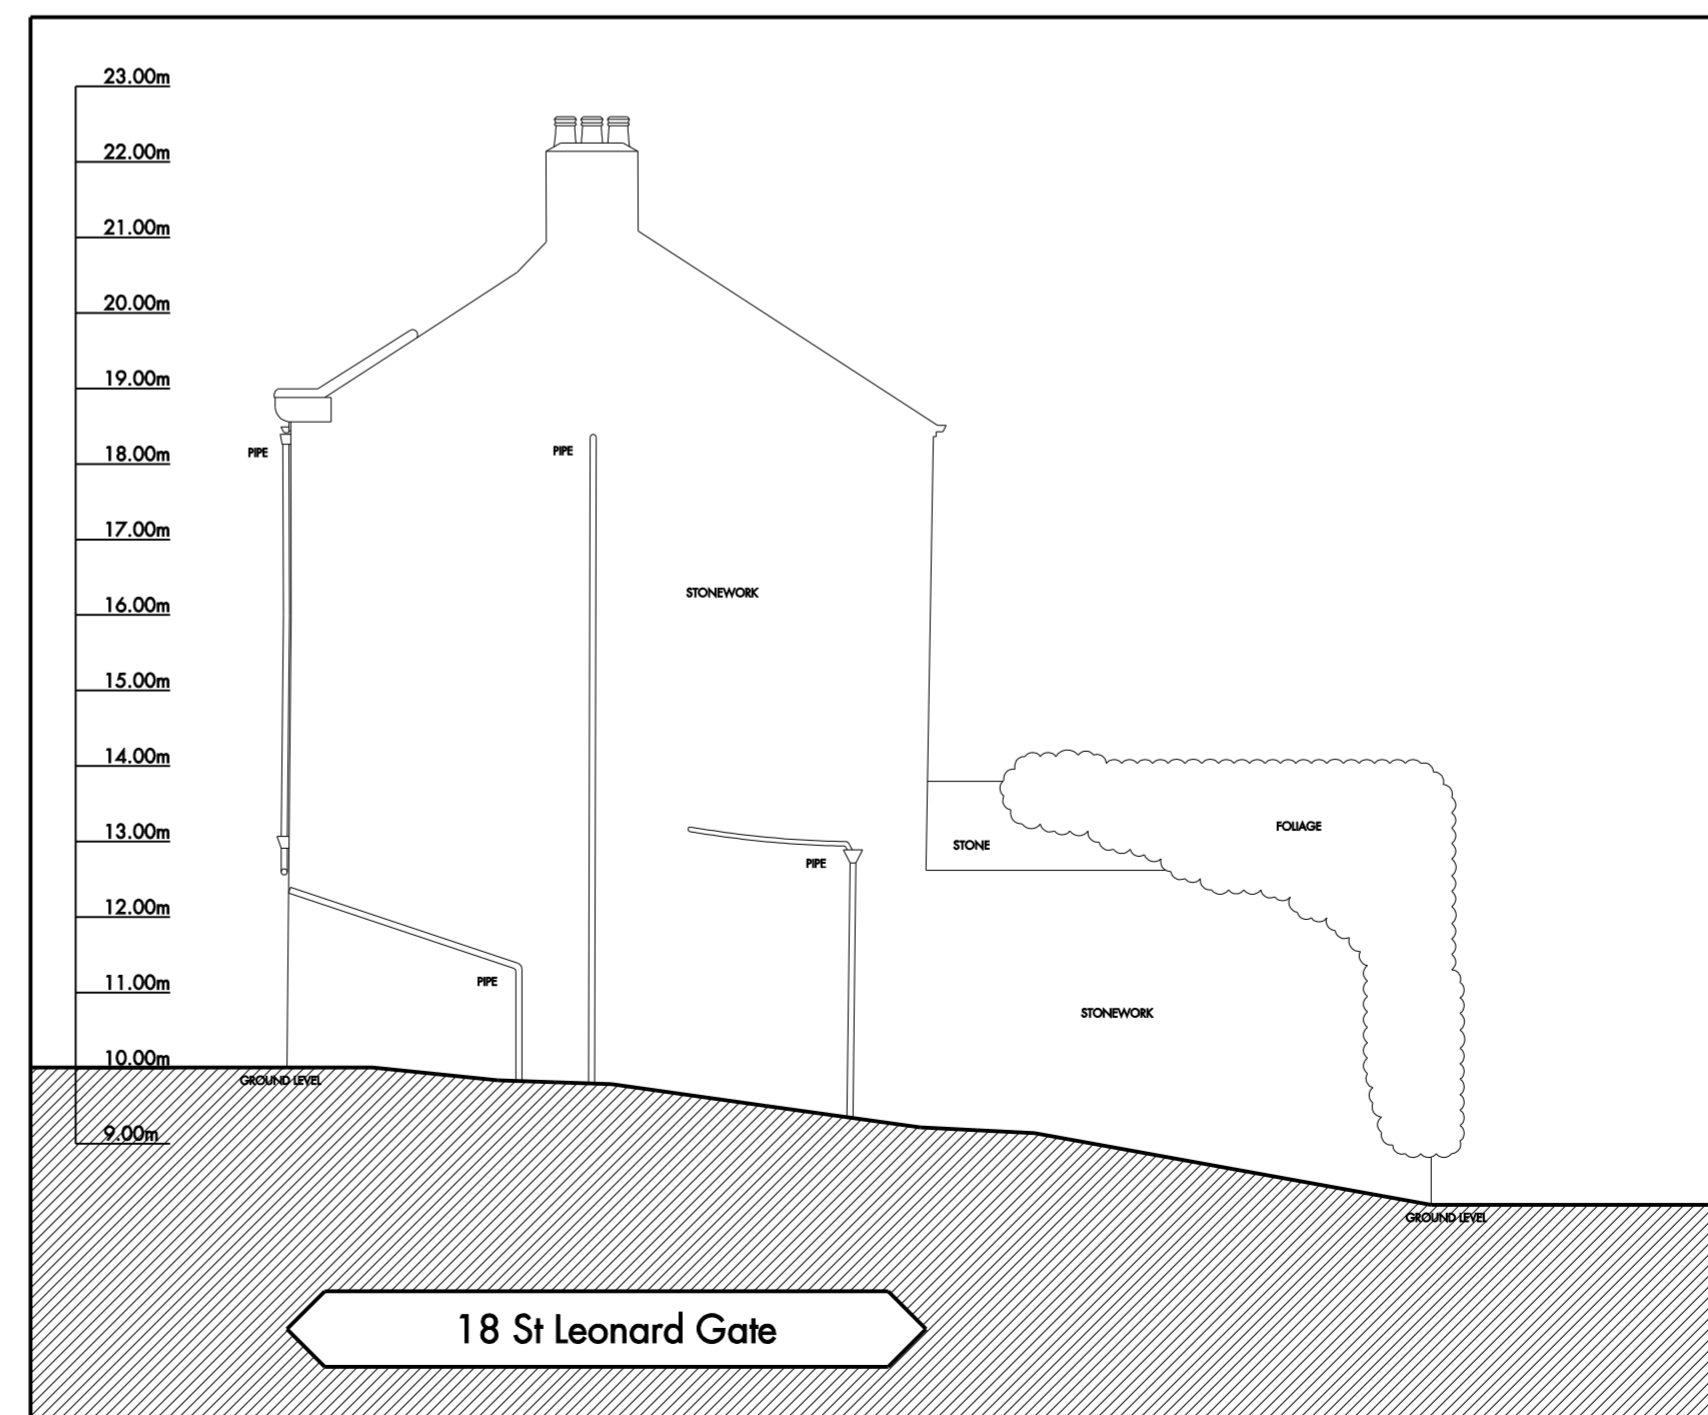 23.00m
22.00m
21.00m
20.00m
19.00m
18.00m
PIPE
PIPE
17.00m
STONEWORK
16.00m
15.00m
14.00m
FOLIAGE
13.00m
STONE
PIPE
12.00m
11.00m
PIPE
STONEWORK
10.00m
GROUND LEVEL
9.00m
GROUND LEVEL
18 St Leonard Gate